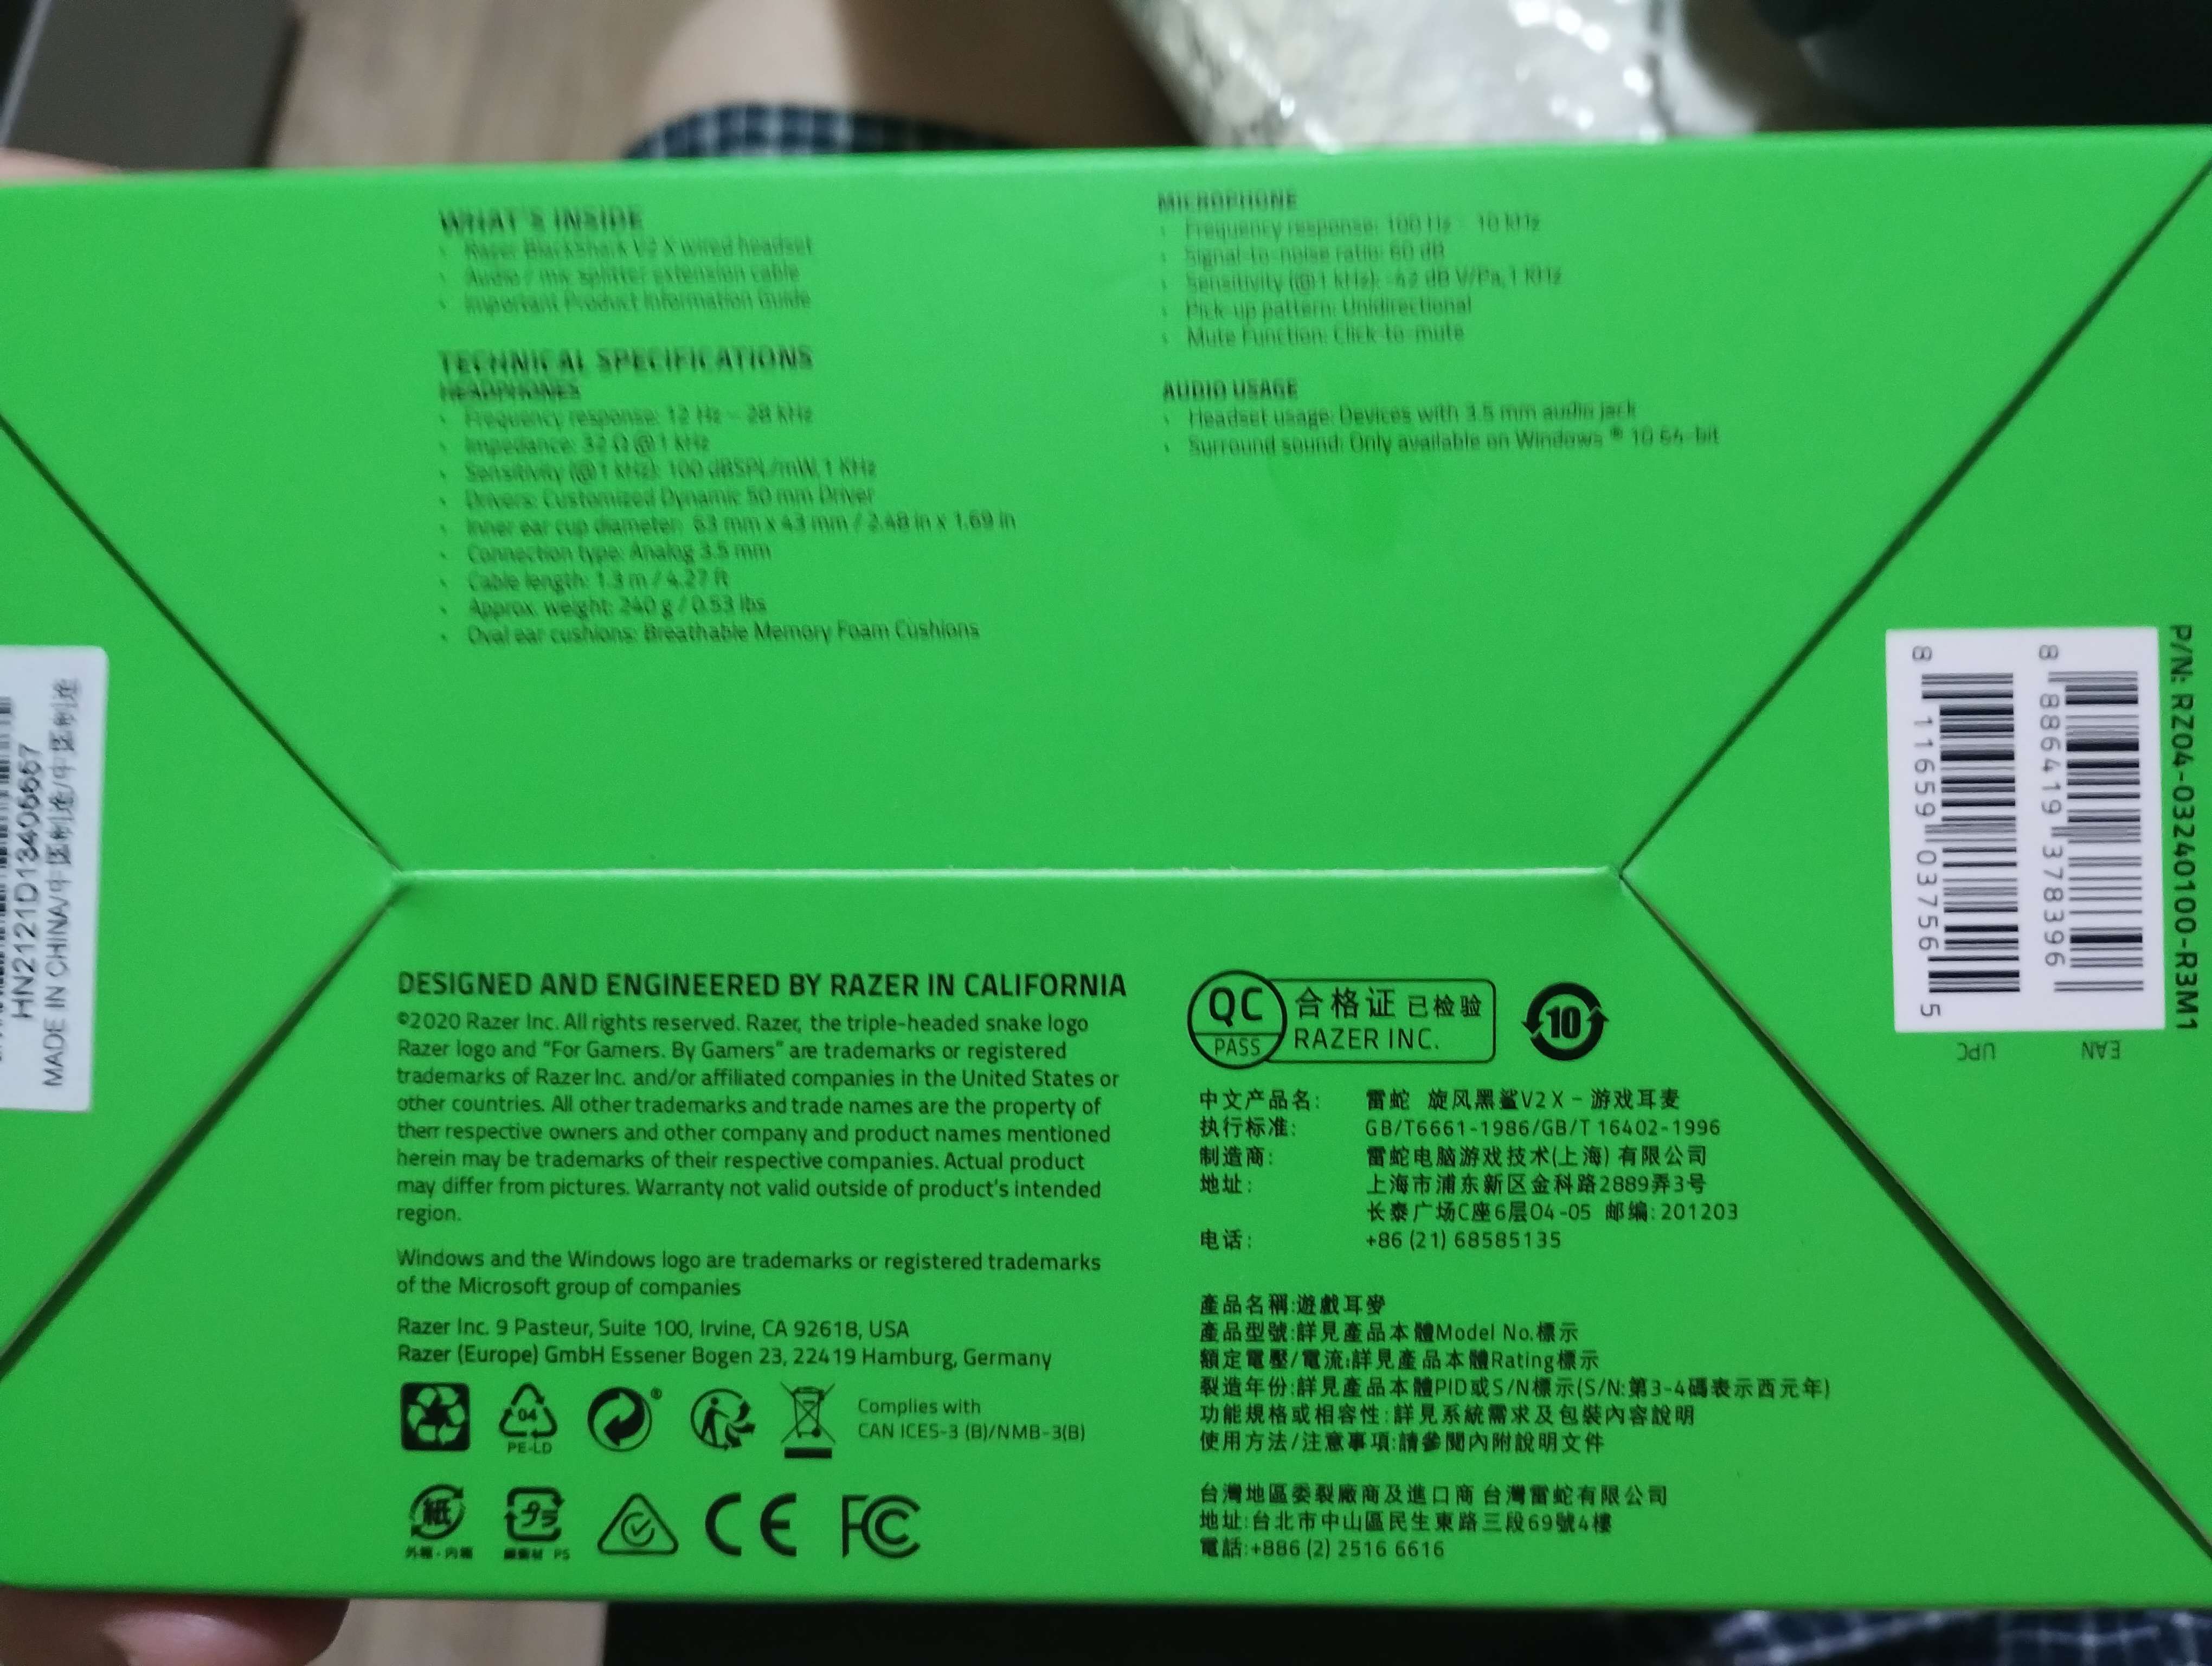 WHAT'S INSIDE
Razer BlackShark V2 X wired headset
Audio / mic splitter extension cable
Important Product Information Guide
TECHNICAL SPECIFICATIONS
HEADPHONES
Frequency response: 12 Hz – 28 kHz
Impedance: 32 Ω @ 1 kHz
Sensitivity (@1 kHz): 100 dBSPL/mW, 1 KHz
Drivers: Customized Dynamic 50 mm Driver
Inner ear cup diameter: 63 mm x 43 mm / 2.48 in x 1.69 in
Connection type: Analog 3.5 mm
Cable length: 1.3 m / 4.27 ft
Approx. weight: 240 g / 0.53 lbs
Oval ear cushions: Breathable Memory Foam Cushions
MICROPHONE
Frequency response: 100 Hz – 10 kHz
Signal-to-noise ratio: 60 dB
Sensitivity (@1 kHz): -42 dB V/Pa, 1 KHz
Pick-up pattern: Unidirectional
Mute Function: Click-to-mute
AUDIO USAGE
Headset usage: Devices with 3.5 mm audio jack
Surround sound: Only available on Windows ® 10 64-bit
HN2121D13406667
MADE IN CHINA/中国制造/中国制造
P/N: RZ04-03240100-R3M1
8 886419 378396
EAN
8 11659 03756 5
UPC
DESIGNED AND ENGINEERED BY RAZER IN CALIFORNIA
©2020 Razer Inc. All rights reserved. Razer, the triple-headed snake logo
Razer logo and "For Gamers. By Gamers" are trademarks or registered
trademarks of Razer Inc. and/or affiliated companies in the United States or
other countries. All other trademarks and trade names are the property of
therr respective owners and other company and product names mentioned
herein may be trademarks of their respective companies. Actual product
may differ from pictures. Warranty not valid outside of product's intended
region.
Windows and the Windows logo are trademarks or registered trademarks
of the Microsoft group of companies
Razer Inc. 9 Pasteur, Suite 100, Irvine, CA 92618, USA
Razer (Europe) GmbH Essener Bogen 23, 22419 Hamburg, Germany
04
PE-LD
®
Complies with
CAN ICES-3 (B)/NMB-3(B)
紙
外箱・内箱
プラ
緩衝材 PS
CE
FC
QC
PASS
合格证 已检验
RAZER INC.
10
中文产品名: 雷蛇 旋风黑鲨V2 X – 游戏耳麦
执行标准: GB/T6661-1986/GB/T 16402-1996
制造商: 雷蛇电脑游戏技术(上海) 有限公司
地址: 上海市浦东新区金科路2889弄3号
长泰广场C座6层04-05 邮编: 201203
电话: +86 (21) 68585135
產品名稱:遊戲耳麥
產品型號:詳見產品本體Model No.標示
額定電壓/電流:詳見產品本體Rating標示
製造年份:詳見產品本體PID或S/N標示(S/N:第3-4碼表示西元年)
功能規格或相容性:詳見系統需求及包裝內容說明
使用方法/注意事項:請參閱內附說明文件
台灣地區委製廠商及進口商 台灣雷蛇有限公司
地址:台北市中山區民生東路三段69號4樓
電話:+886 (2) 2516 6616